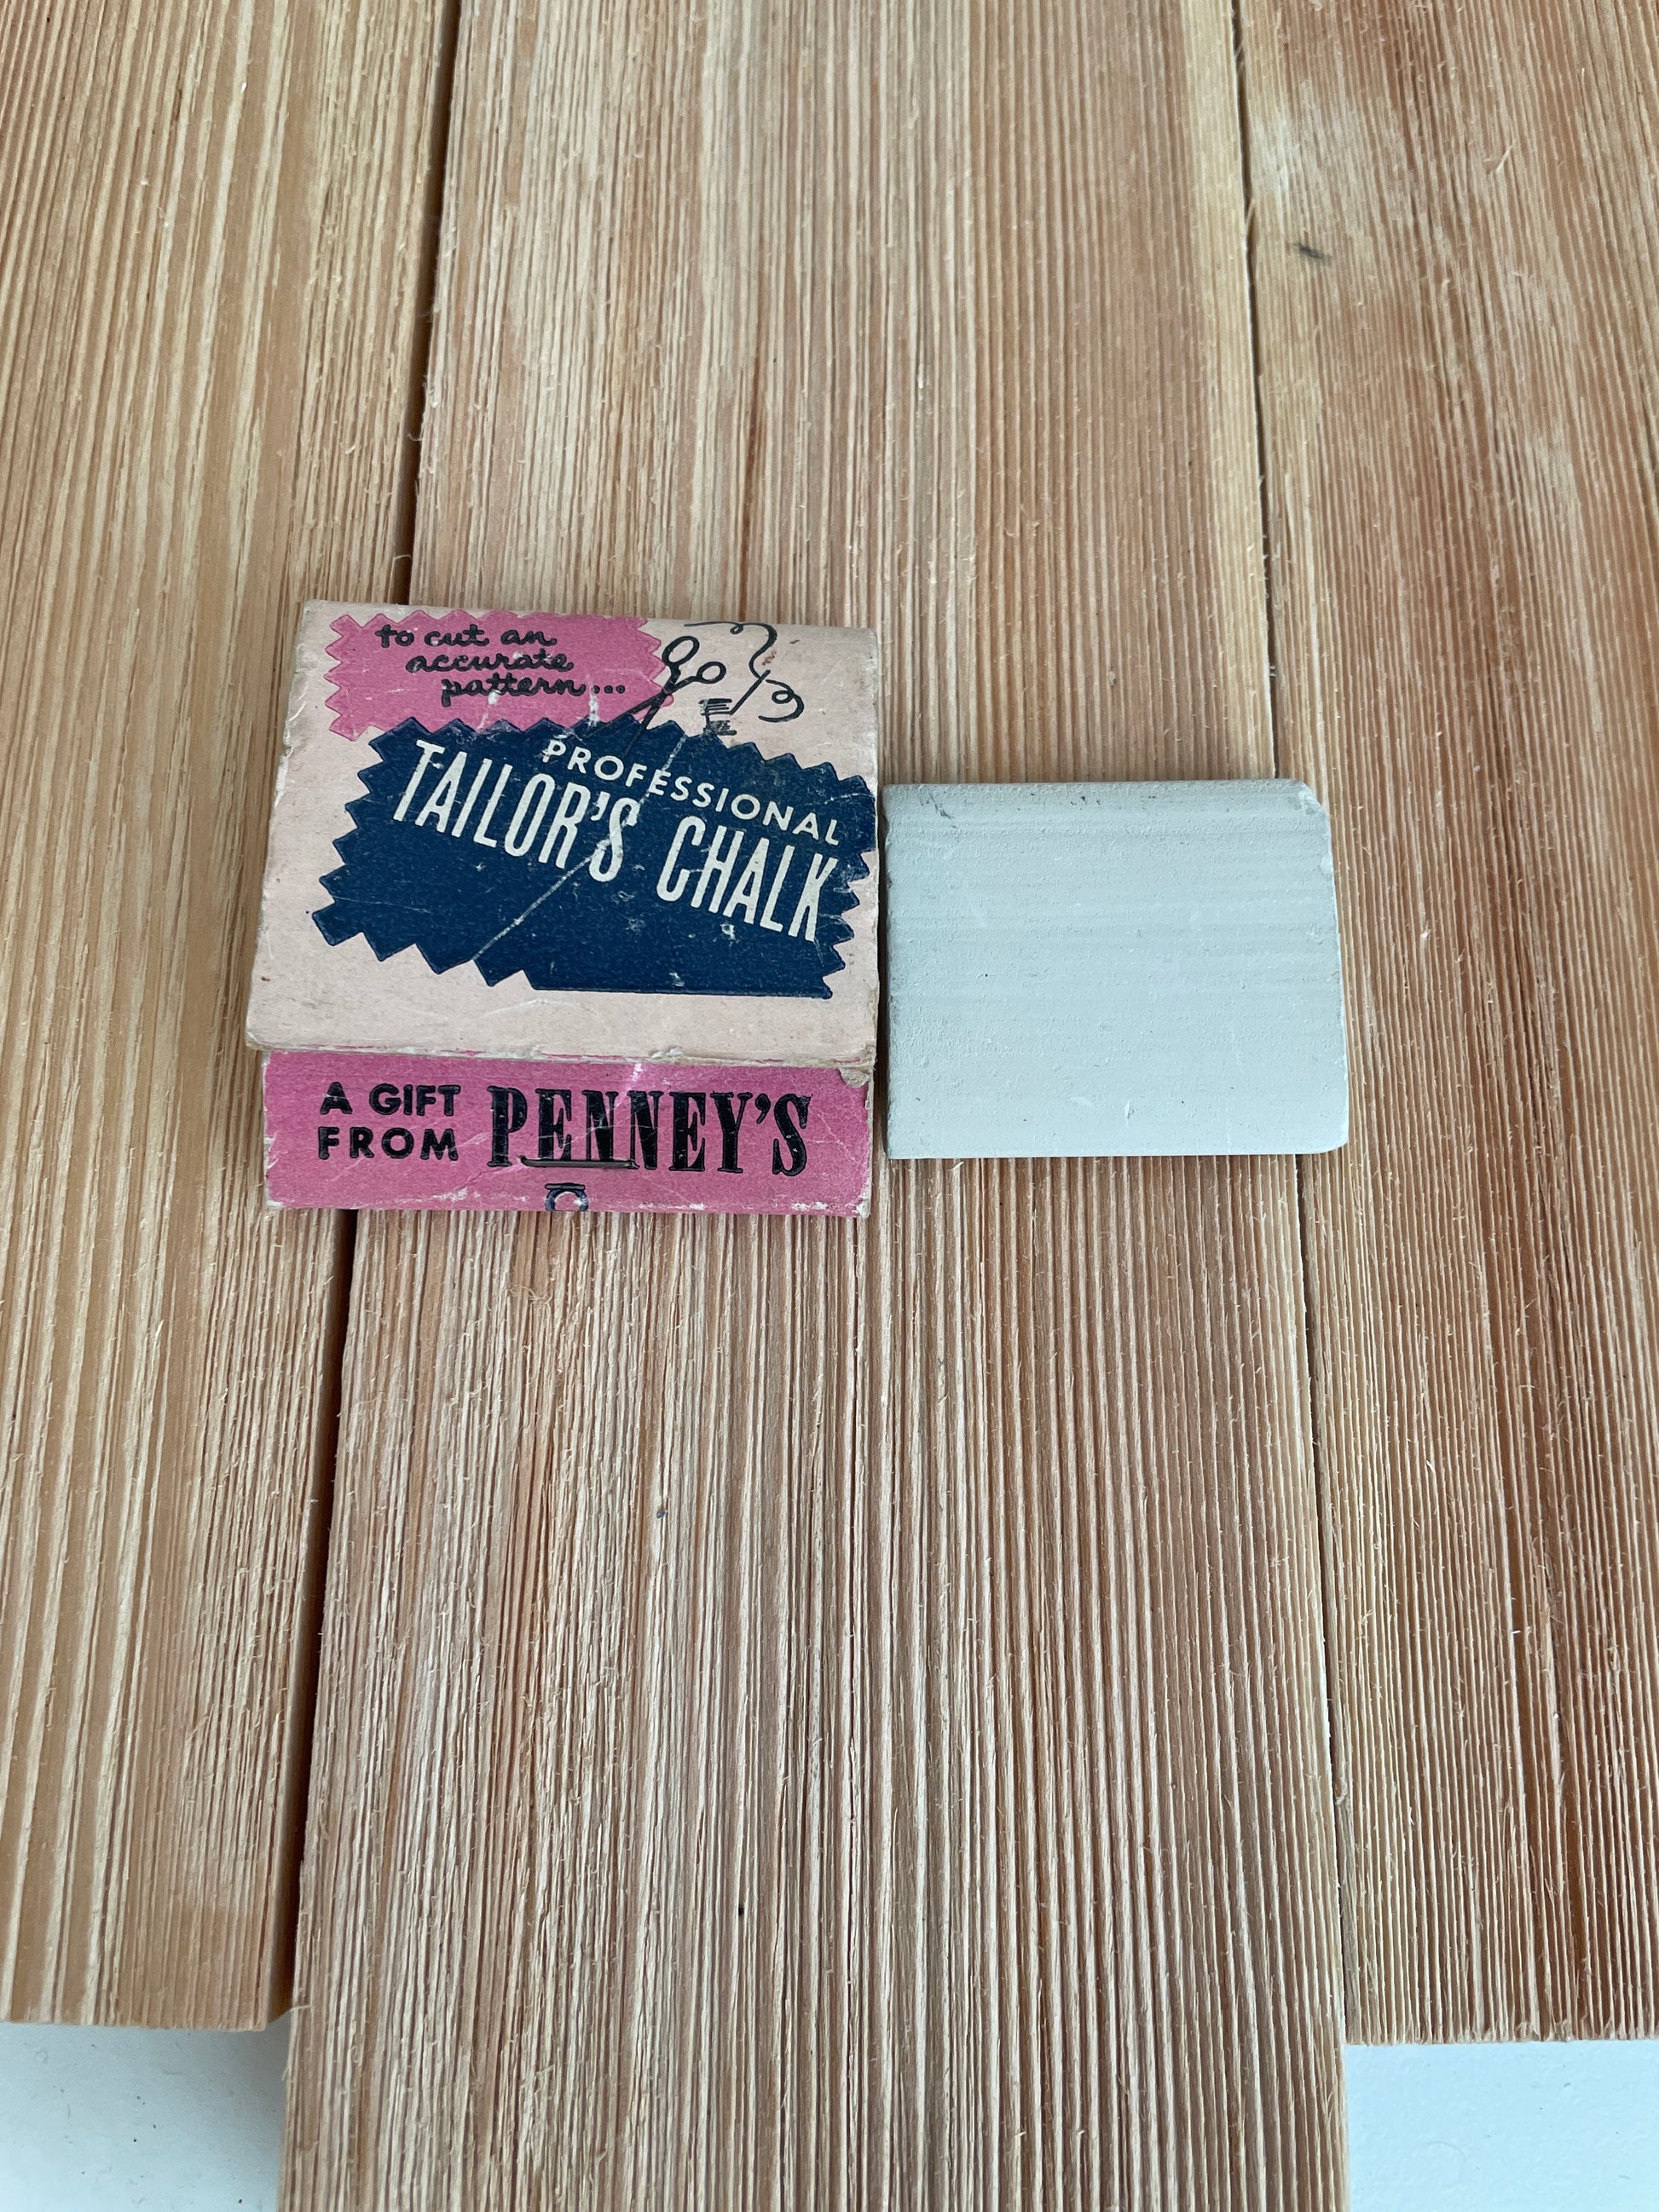 to cut an
accurate
pattern...
PROFESSIONAL
TAILOR'S CHALK
A GIFT
FROM PENNEY'S